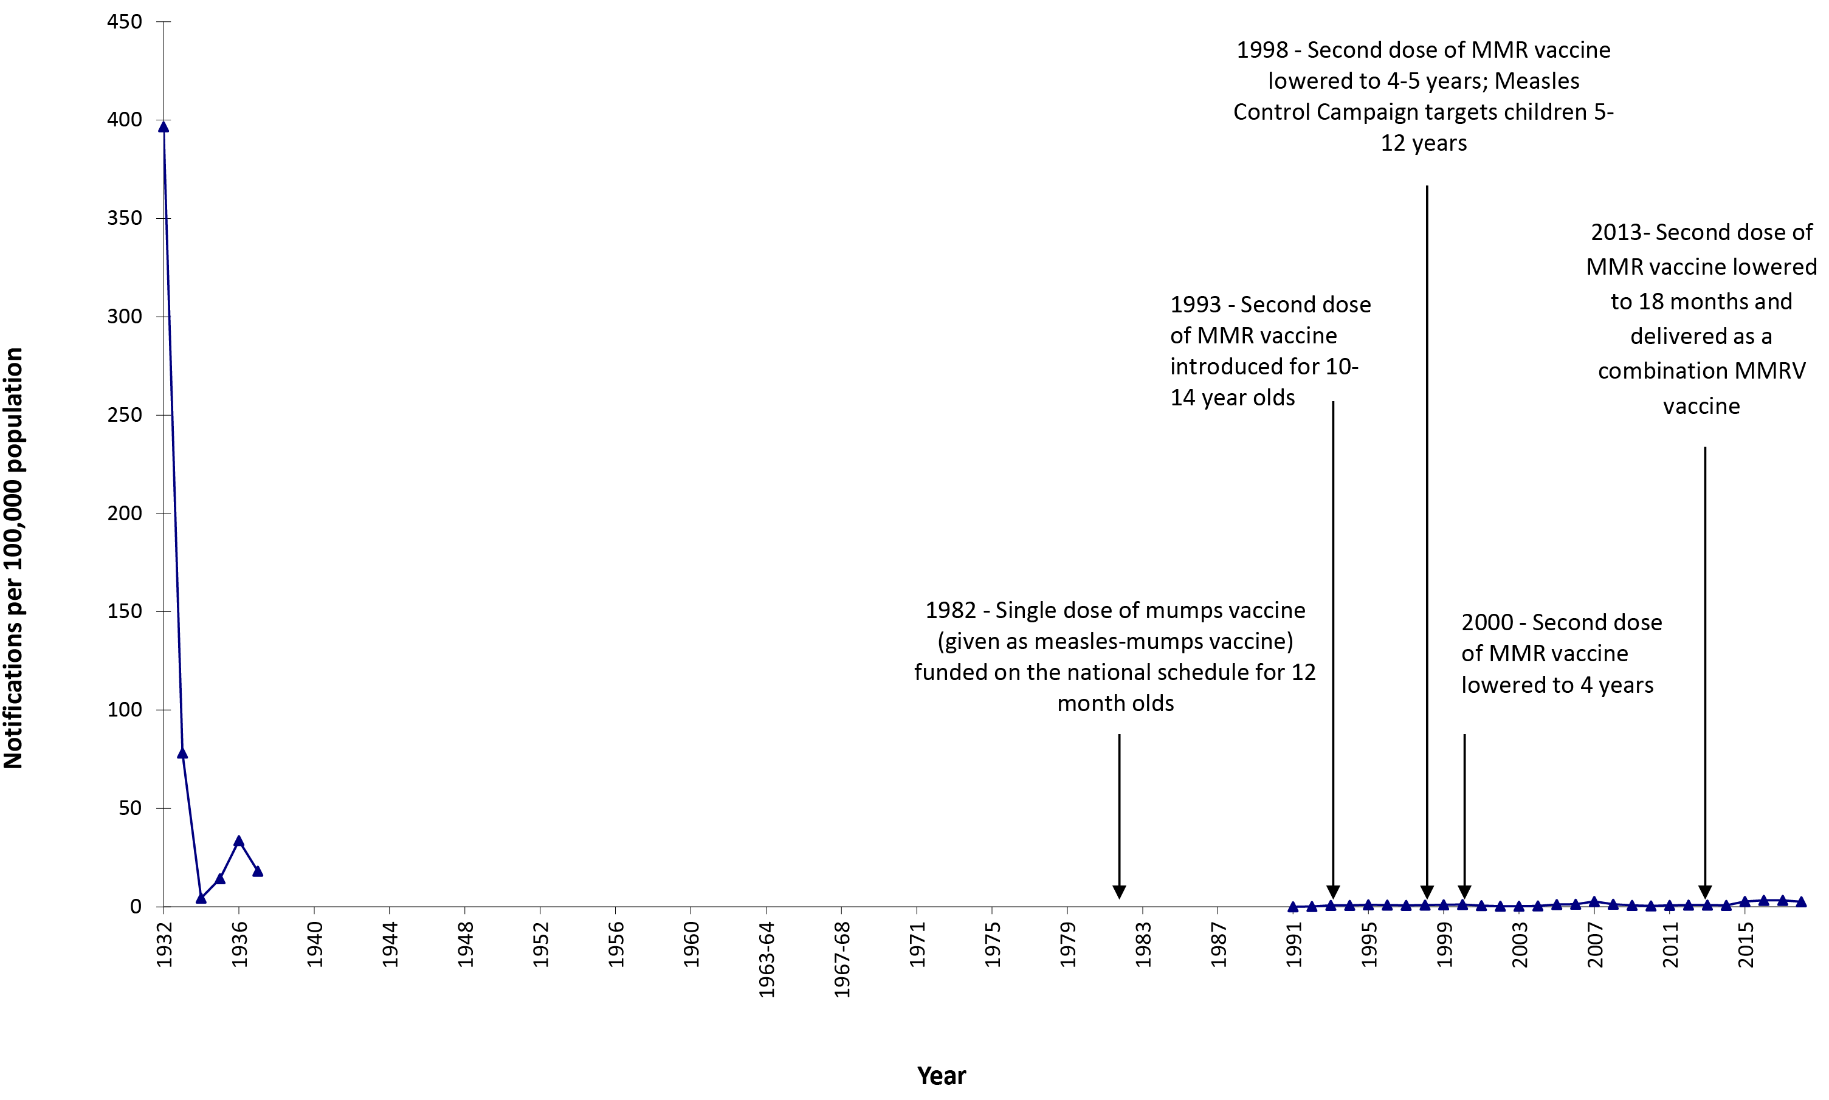 450
400
350
300
250
200
150
100
50
0
Notifications per 100,000 population
1998 - Second dose of MMR vaccine
lowered to 4-5 years; Measles
Control Campaign targets children 5-
12 years
2013- Second dose of
MMR vaccine lowered
to 18 months and
delivered as a
combination MMRV
vaccine
1993 - Second dose
of MMR vaccine
introduced for 10-
14 year olds
1982 - Single dose of mumps vaccine
(given as measles-mumps vaccine)
funded on the national schedule for 12
month olds
2000 - Second dose
of MMR vaccine
lowered to 4 years
1932
1936
1940
1944
1948
1952
1956
1960
1963-64
1967-68
1971
1975
1979
1983
1987
1991
1995
1999
2003
2007
2011
2015
Year